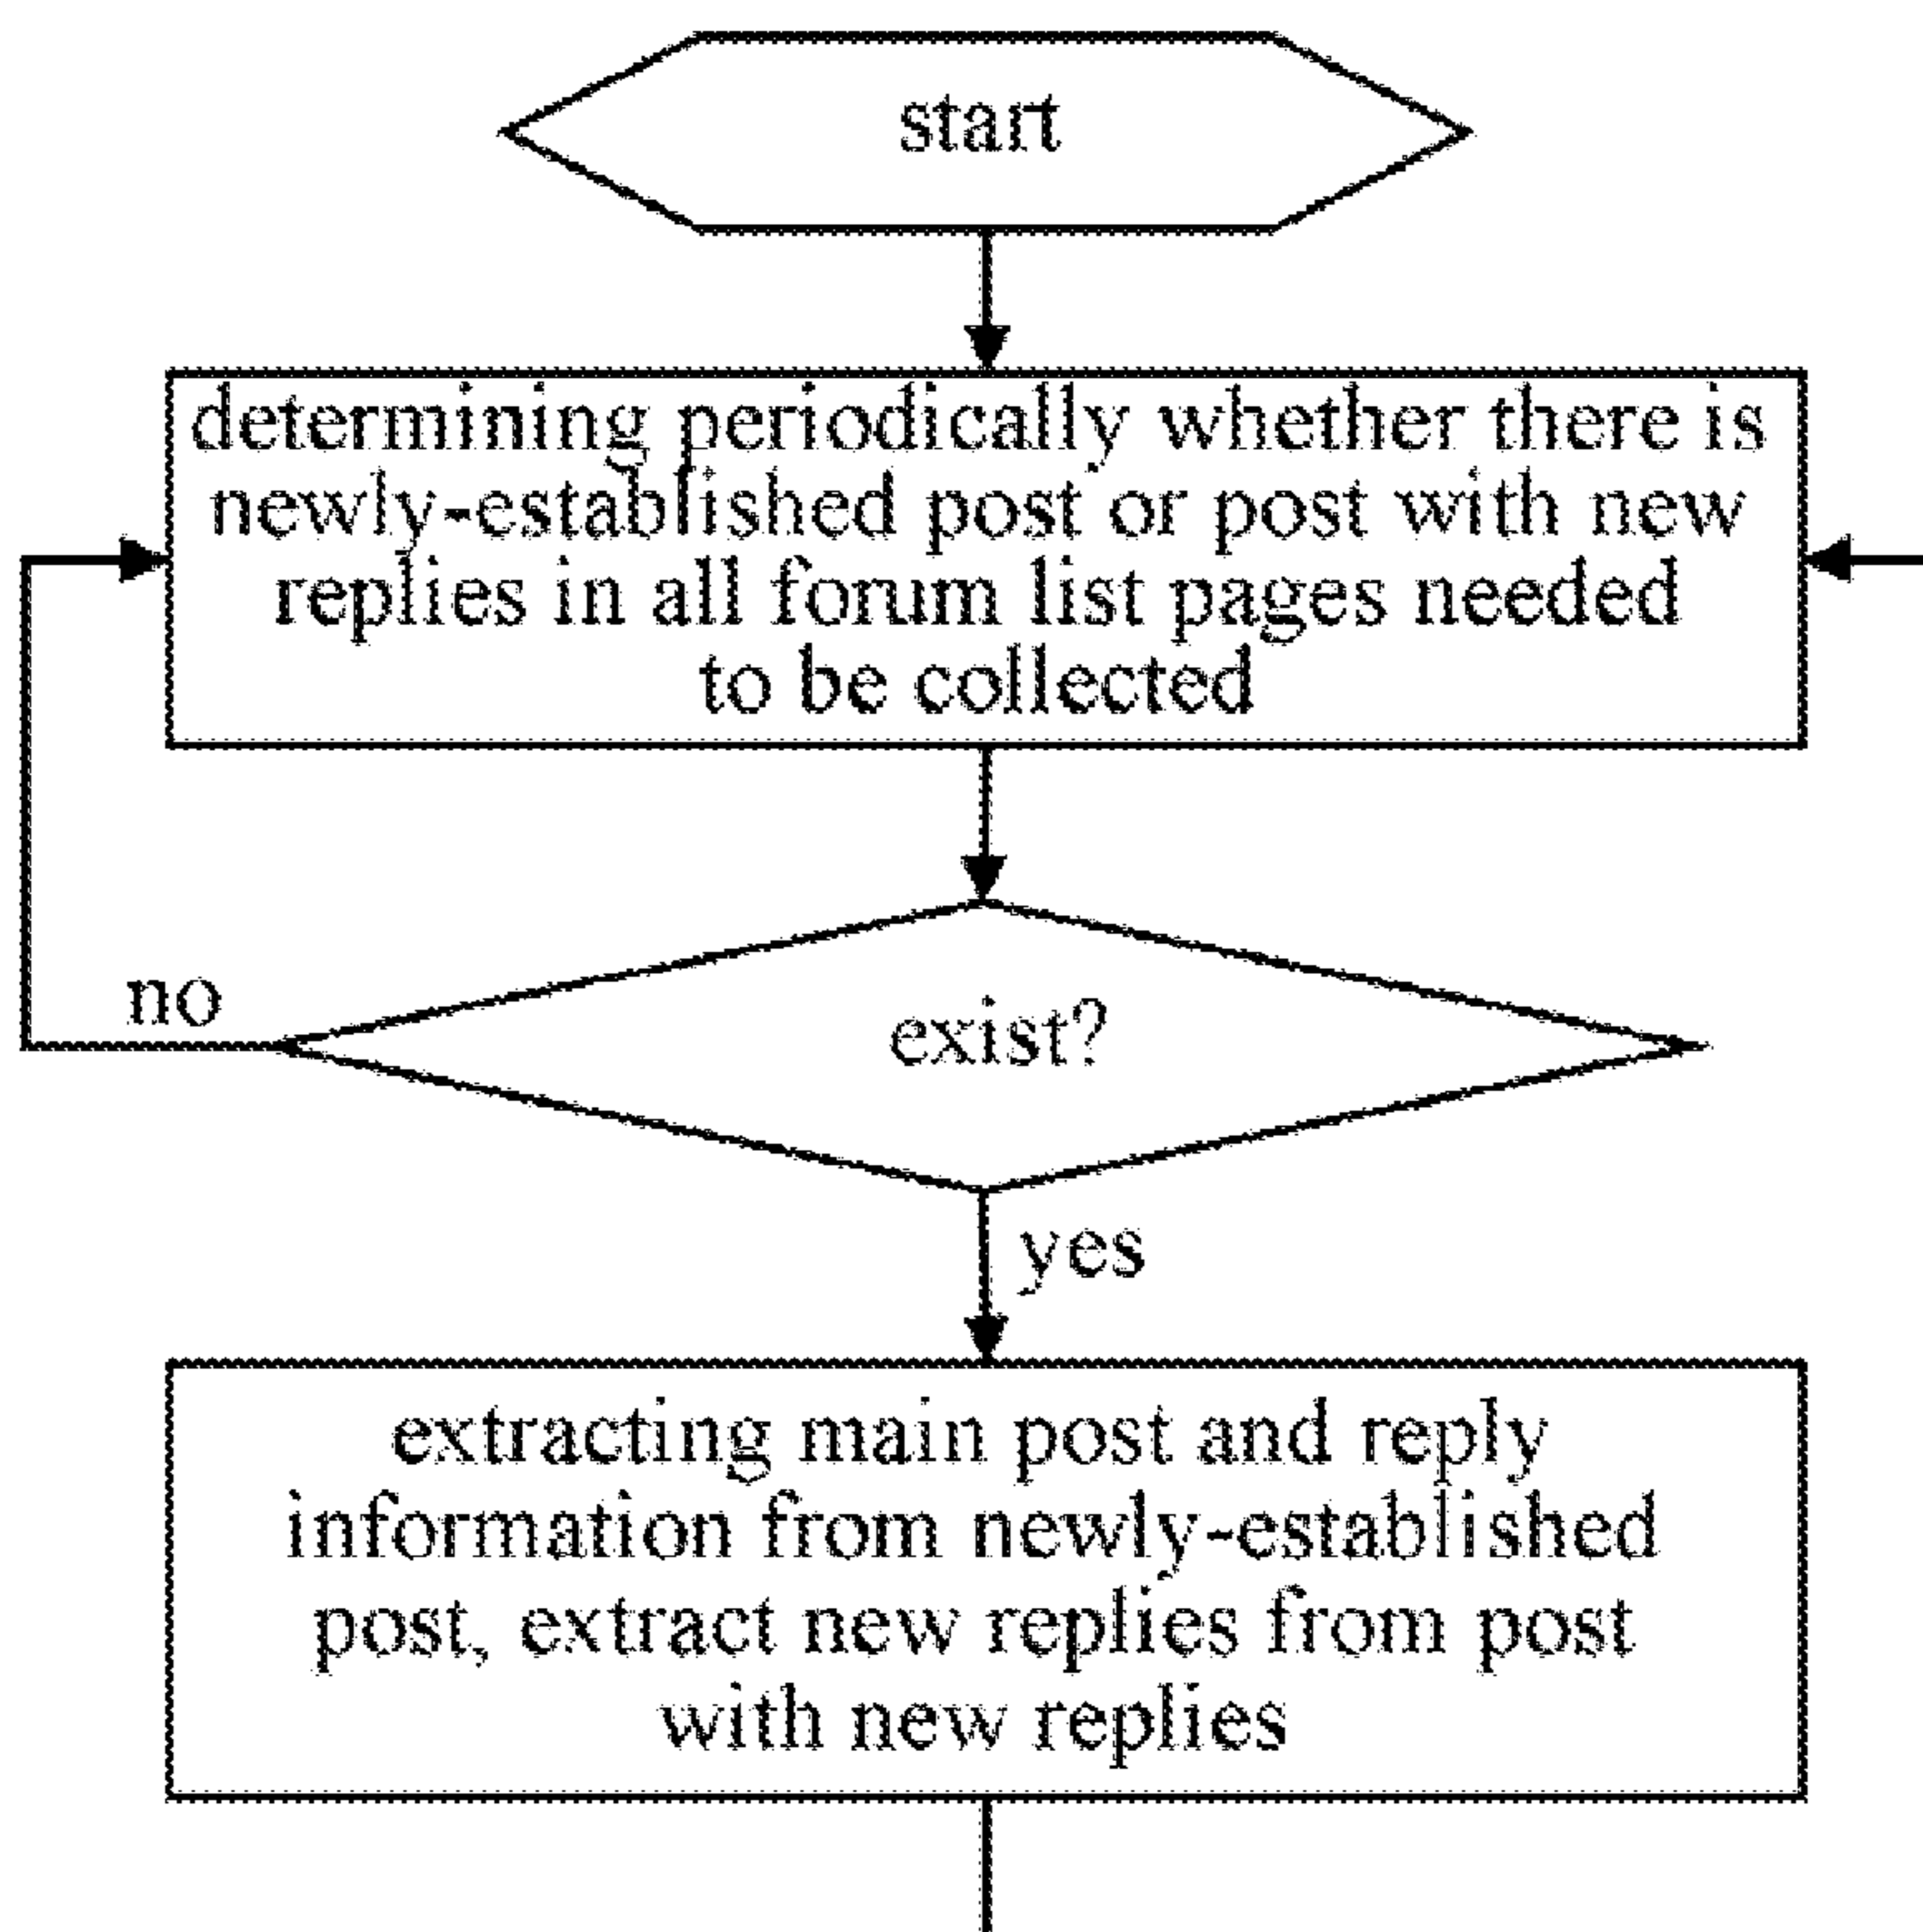 start
determining periodically whether there is
newly-established post or post with new
replies in all forum list pages needed
to be collected
no
exist?
yes
extracting main post and reply
information from newly-established
post, extract new replies from post
with new replies